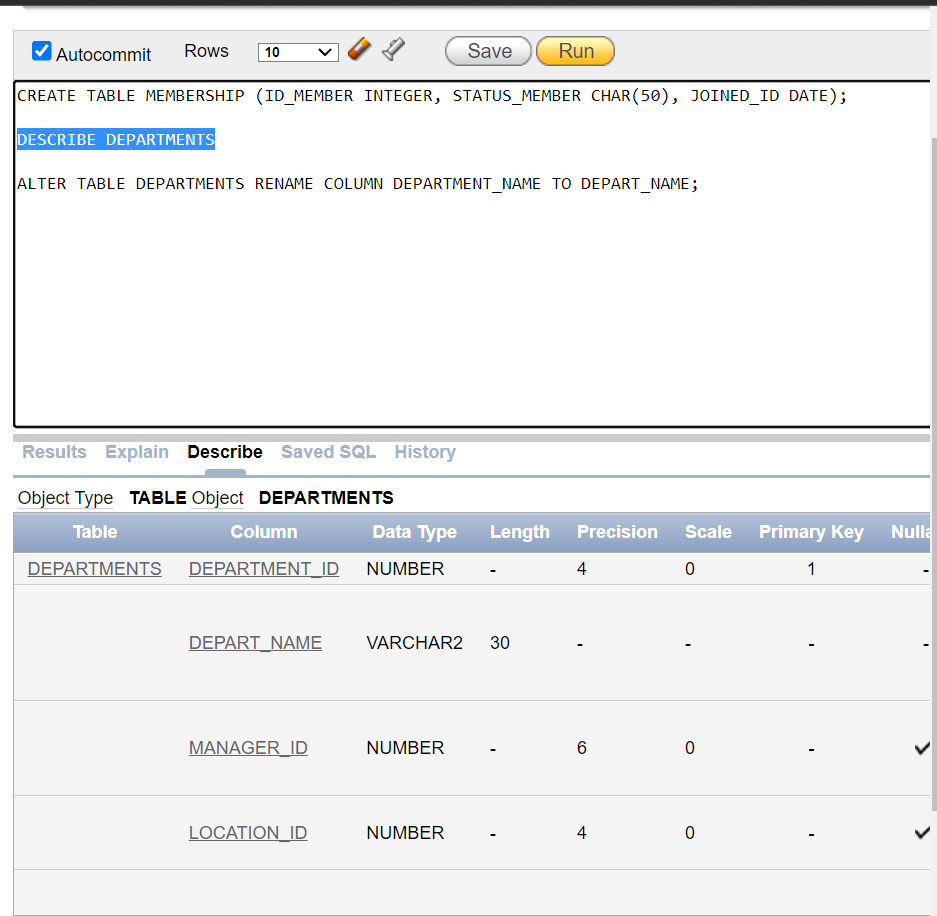 Autocommit Rows 10 Save Run
CREATE TABLE MEMBERSHIP (ID_MEMBER INTEGER, STATUS_MEMBER CHAR(50), JOINED_ID DATE);
DESCRIBE DEPARTMENTS
ALTER TABLE DEPARTMENTS RENAME COLUMN DEPARTMENT_NAME TO DEPART_NAME;
Results Explain Describe Saved SQL History
Object Type TABLE Object DEPARTMENTS
Table Column Data Type Length Precision Scale Primary Key Nulla
DEPARTMENTS DEPARTMENT_ID NUMBER - 4 0 1 -
DEPART_NAME VARCHAR2 30 - - - -
MANAGER_ID NUMBER - 6 0 - ✓
LOCATION_ID NUMBER - 4 0 - ✓